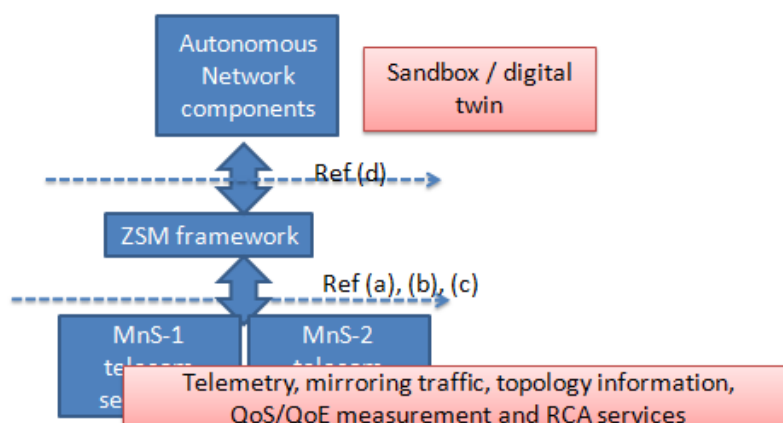 Autonomous
Network
components
Sandbox / digital
twin
Ref (d)
ZSM framework
Ref (a), (b), (c)
MnS-1
MnS-2
Telemetry, mirroring traffic, topology information,
QoS/QoE measurement and RCA services